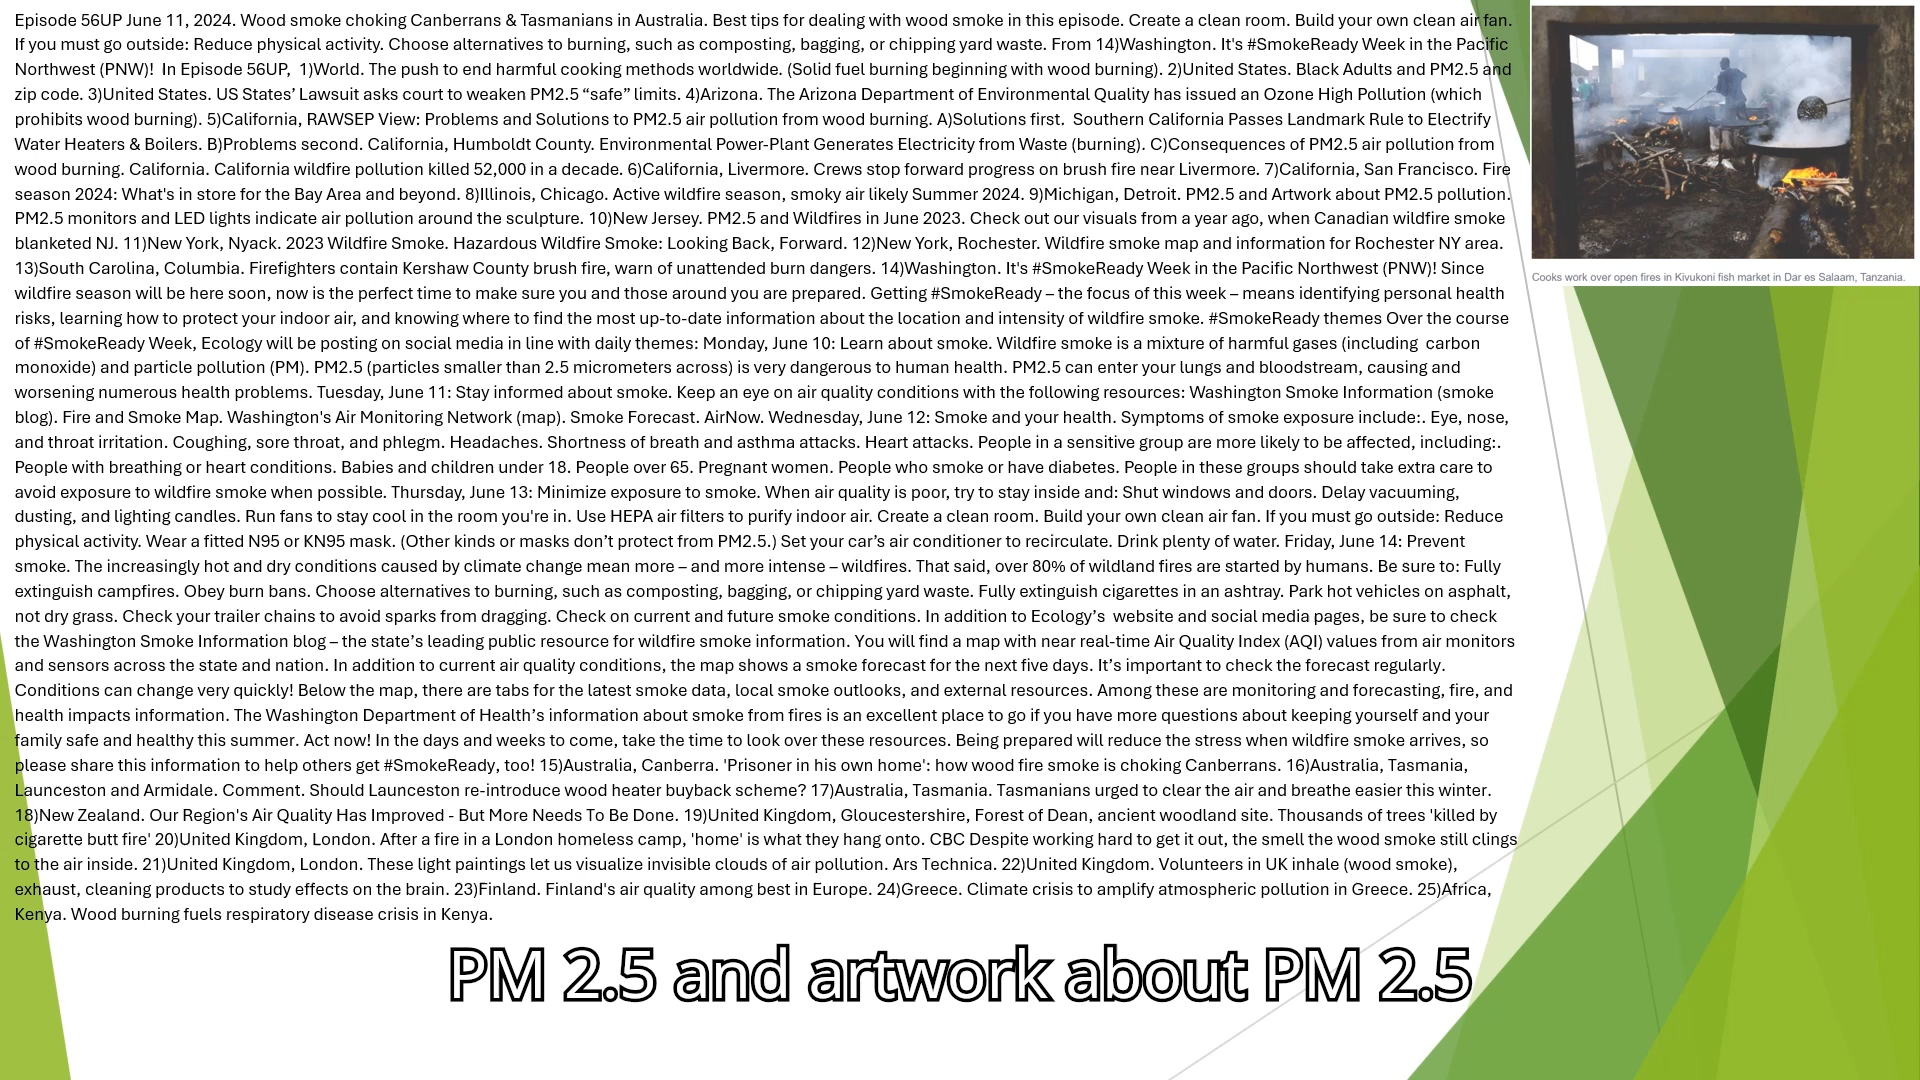 Episode 56UP June 11, 2024. Wood smoke choking Canberrans & Tasmanians in Australia. Best tips for dealing with wood smoke in this episode. Create a clean room. Build your own clean air fan.
If you must go outside: Reduce physical activity. Choose alternatives to burning, such as composting, bagging, or chipping yard waste. From 14)Washington. It's #SmokeReady Week in the Pacific
Northwest (PNW)!  In Episode 56UP,  1)World. The push to end harmful cooking methods worldwide. (Solid fuel burning beginning with wood burning). 2)United States. Black Adults and PM2.5 and
zip code. 3)United States. US States’ Lawsuit asks court to weaken PM2.5 “safe” limits. 4)Arizona. The Arizona Department of Environmental Quality has issued an Ozone High Pollution (which
prohibits wood burning). 5)California, RAWSEP View: Problems and Solutions to PM2.5 air pollution from wood burning. A)Solutions first.  Southern California Passes Landmark Rule to Electrify
Water Heaters & Boilers. B)Problems second. California, Humboldt County. Environmental Power-Plant Generates Electricity from Waste (burning). C)Consequences of PM2.5 air pollution from
wood burning. California. California wildfire pollution killed 52,000 in a decade. 6)California, Livermore. Crews stop forward progress on brush fire near Livermore. 7)California, San Francisco. Fire
season 2024: What's in store for the Bay Area and beyond. 8)Illinois, Chicago. Active wildfire season, smoky air likely Summer 2024. 9)Michigan, Detroit. PM2.5 and Artwork about PM2.5 pollution.
PM2.5 monitors and LED lights indicate air pollution around the sculpture. 10)New Jersey. PM2.5 and Wildfires in June 2023. Check out our visuals from a year ago, when Canadian wildfire smoke
blanketed NJ. 11)New York, Nyack. 2023 Wildfire Smoke. Hazardous Wildfire Smoke: Looking Back, Forward. 12)New York, Rochester. Wildfire smoke map and information for Rochester NY area.
13)South Carolina, Columbia. Firefighters contain Kershaw County brush fire, warn of unattended burn dangers. 14)Washington. It's #SmokeReady Week in the Pacific Northwest (PNW)! Since
wildfire season will be here soon, now is the perfect time to make sure you and those around you are prepared. Getting #SmokeReady – the focus of this week – means identifying personal health
risks, learning how to protect your indoor air, and knowing where to find the most up-to-date information about the location and intensity of wildfire smoke. #SmokeReady themes Over the course
of #SmokeReady Week, Ecology will be posting on social media in line with daily themes: Monday, June 10: Learn about smoke. Wildfire smoke is a mixture of harmful gases (including  carbon
monoxide) and particle pollution (PM). PM2.5 (particles smaller than 2.5 micrometers across) is very dangerous to human health. PM2.5 can enter your lungs and bloodstream, causing and
worsening numerous health problems. Tuesday, June 11: Stay informed about smoke. Keep an eye on air quality conditions with the following resources: Washington Smoke Information (smoke
blog). Fire and Smoke Map. Washington's Air Monitoring Network (map). Smoke Forecast. AirNow. Wednesday, June 12: Smoke and your health. Symptoms of smoke exposure include:. Eye, nose,
and throat irritation. Coughing, sore throat, and phlegm. Headaches. Shortness of breath and asthma attacks. Heart attacks. People in a sensitive group are more likely to be affected, including:.
People with breathing or heart conditions. Babies and children under 18. People over 65. Pregnant women. People who smoke or have diabetes. People in these groups should take extra care to
avoid exposure to wildfire smoke when possible. Thursday, June 13: Minimize exposure to smoke. When air quality is poor, try to stay inside and: Shut windows and doors. Delay vacuuming,
dusting, and lighting candles. Run fans to stay cool in the room you're in. Use HEPA air filters to purify indoor air. Create a clean room. Build your own clean air fan. If you must go outside: Reduce
physical activity. Wear a fitted N95 or KN95 mask. (Other kinds or masks don’t protect from PM2.5.) Set your car’s air conditioner to recirculate. Drink plenty of water. Friday, June 14: Prevent
smoke. The increasingly hot and dry conditions caused by climate change mean more – and more intense – wildfires. That said, over 80% of wildland fires are started by humans. Be sure to: Fully
extinguish campfires. Obey burn bans. Choose alternatives to burning, such as composting, bagging, or chipping yard waste. Fully extinguish cigarettes in an ashtray. Park hot vehicles on asphalt,
not dry grass. Check your trailer chains to avoid sparks from dragging. Check on current and future smoke conditions. In addition to Ecology’s  website and social media pages, be sure to check
the Washington Smoke Information blog – the state’s leading public resource for wildfire smoke information. You will find a map with near real-time Air Quality Index (AQI) values from air monitors
and sensors across the state and nation. In addition to current air quality conditions, the map shows a smoke forecast for the next five days. It’s important to check the forecast regularly.
Conditions can change very quickly! Below the map, there are tabs for the latest smoke data, local smoke outlooks, and external resources. Among these are monitoring and forecasting, fire, and
health impacts information. The Washington Department of Health’s information about smoke from fires is an excellent place to go if you have more questions about keeping yourself and your
family safe and healthy this summer. Act now! In the days and weeks to come, take the time to look over these resources. Being prepared will reduce the stress when wildfire smoke arrives, so
please share this information to help others get #SmokeReady, too! 15)Australia, Canberra. 'Prisoner in his own home': how wood fire smoke is choking Canberrans. 16)Australia, Tasmania,
Launceston and Armidale. Comment. Should Launceston re-introduce wood heater buyback scheme? 17)Australia, Tasmania. Tasmanians urged to clear the air and breathe easier this winter.
18)New Zealand. Our Region's Air Quality Has Improved - But More Needs To Be Done. 19)United Kingdom, Gloucestershire, Forest of Dean, ancient woodland site. Thousands of trees 'killed by
cigarette butt fire' 20)United Kingdom, London. After a fire in a London homeless camp, 'home' is what they hang onto. CBC Despite working hard to get it out, the smell the wood smoke still clings
to the air inside. 21)United Kingdom, London. These light paintings let us visualize invisible clouds of air pollution. Ars Technica. 22)United Kingdom. Volunteers in UK inhale (wood smoke),
exhaust, cleaning products to study effects on the brain. 23)Finland. Finland's air quality among best in Europe. 24)Greece. Climate crisis to amplify atmospheric pollution in Greece. 25)Africa,
Kenya. Wood burning fuels respiratory disease crisis in Kenya.
Cooks work over open fires in Kivukoni fish market in Dar es Salaam, Tanzania.
PM 2.5 and artwork about PM 2.5